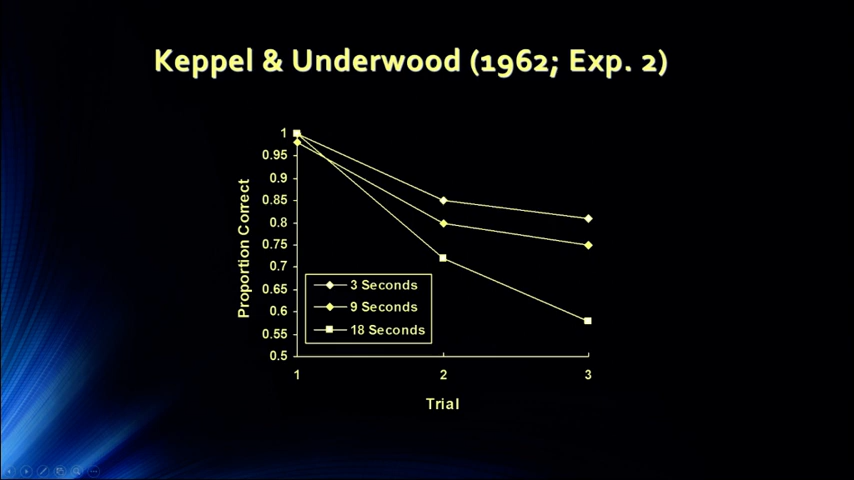 Keppel & Underwood (1962; Exp. 2)
1
0.95
0.9
0.85
0.8
0.75
0.7
0.65
0.6
0.55
0.5
Proportion Correct
3 Seconds
9 Seconds
18 Seconds
1 2 3
Trial